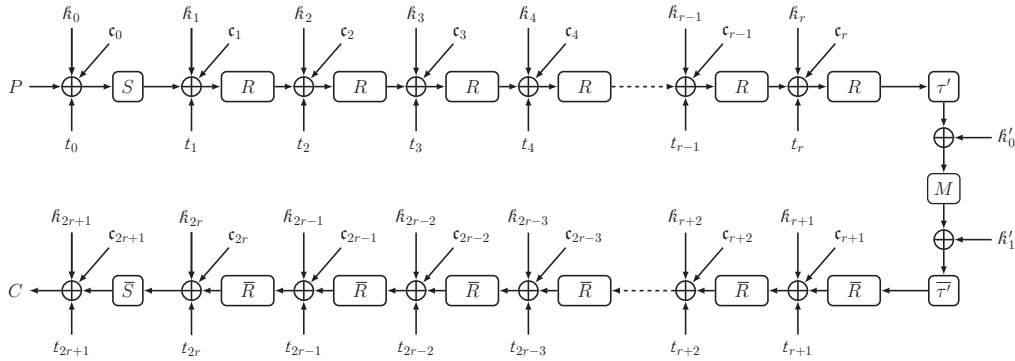 k₀ k₁ k₂ k₃ k₄ kᵣ₋₁ kᵣ
𝔠₀ 𝔠₁ 𝔠₂ 𝔠₃ 𝔠₄ 𝔠ᵣ₋₁ 𝔠ᵣ
P S R R R R R R τ′
t₀ t₁ t₂ t₃ t₄ tᵣ₋₁ tᵣ
k′₀
M
k₂ᵣ₊₁ k₂ᵣ k₂ᵣ₋₁ k₂ᵣ₋₂ k₂ᵣ₋₃ kᵣ₊₂ kᵣ₊₁
𝔠₂ᵣ₊₁ 𝔠₂ᵣ 𝔠₂ᵣ₋₁ 𝔠₂ᵣ₋₂ 𝔠₂ᵣ₋₃ 𝔠ᵣ₊₂ 𝔠ᵣ₊₁ k′₁
C S̅ R̅ R̅ R̅ R̅ R̅ R̅ τ̅′̅
t₂ᵣ₊₁ t₂ᵣ t₂ᵣ₋₁ t₂ᵣ₋₂ t₂ᵣ₋₃ tᵣ₊₂ tᵣ₊₁